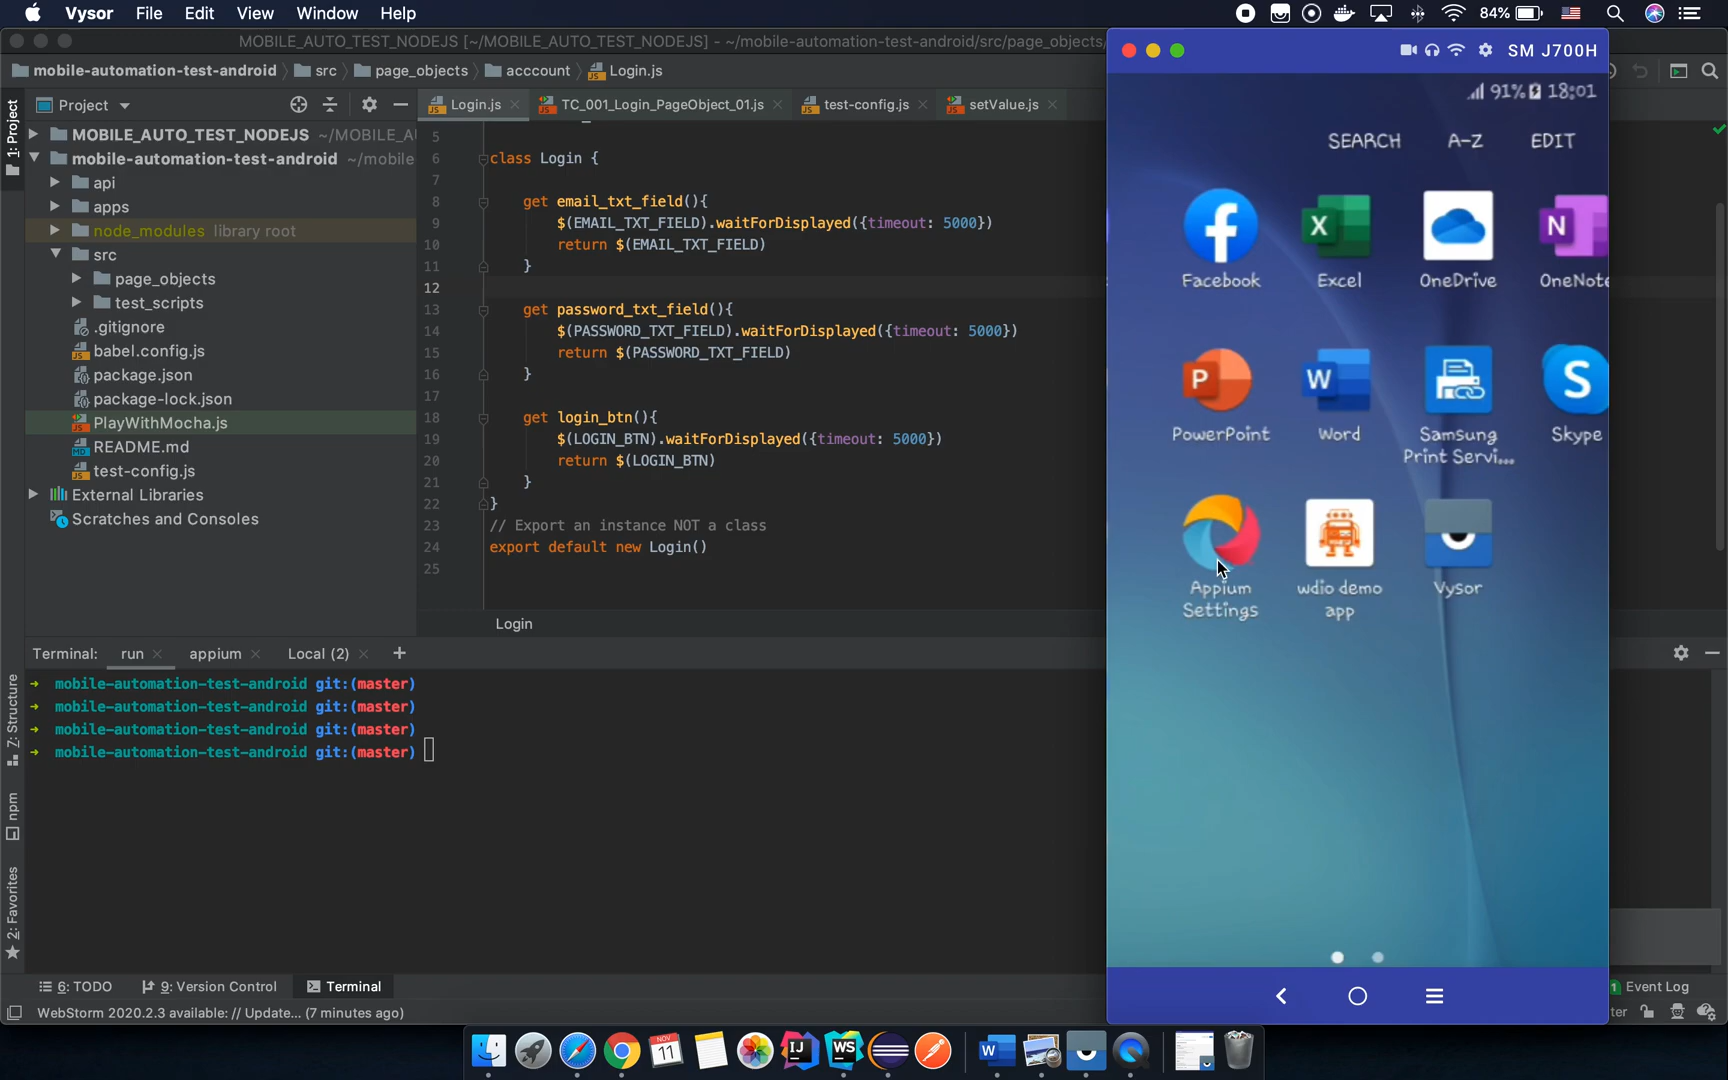 Vysor File Edit View Window Help
84%
MOBILE_AUTO_TEST_NODEJS [~/MOBILE_AUTO_TEST_NODEJS] - ~/mobile-automation-test-android/src/page_objects/
mobile-automation-test-android src page_objects acccount Login.js
Project
Login.js TC_001_Login_PageObject_01.js test-config.js setValue.js
1: Project
MOBILE_AUTO_TEST_NODEJS ~/MOBILE_A
mobile-automation-test-android ~/mobile
api
apps
node_modules library root
src
page_objects
test_scripts
.gitignore
babel.config.js
package.json
package-lock.json
PlayWithMocha.js
README.md
test-config.js
External Libraries
Scratches and Consoles
5
6 class Login {
7
8 get email_txt_field(){
9 $(EMAIL_TXT_FIELD).waitForDisplayed({timeout: 5000})
10 return $(EMAIL_TXT_FIELD)
11 }
12
13 get password_txt_field(){
14 $(PASSWORD_TXT_FIELD).waitForDisplayed({timeout: 5000})
15 return $(PASSWORD_TXT_FIELD)
16 }
17
18 get login_btn(){
19 $(LOGIN_BTN).waitForDisplayed({timeout: 5000})
20 return $(LOGIN_BTN)
21 }
22 }
23 // Export an instance NOT a class
24 export default new Login()
25
Login
Terminal: run appium Local (2) +
mobile-automation-test-android git:(master)
mobile-automation-test-android git:(master)
mobile-automation-test-android git:(master)
mobile-automation-test-android git:(master)
Z: Structure
npm
2: Favorites
6: TODO 9: Version Control Terminal
1 Event Log
WebStorm 2020.2.3 available: // Update... (7 minutes ago)
ter
SM J700H
91% 18:01
SEARCH A-Z EDIT
Facebook Excel OneDrive OneNote
PowerPoint Word Samsung Print Servi... Skype
Appium Settings
wdio demo app
Vysor
NOV
11
IJ
WS
W